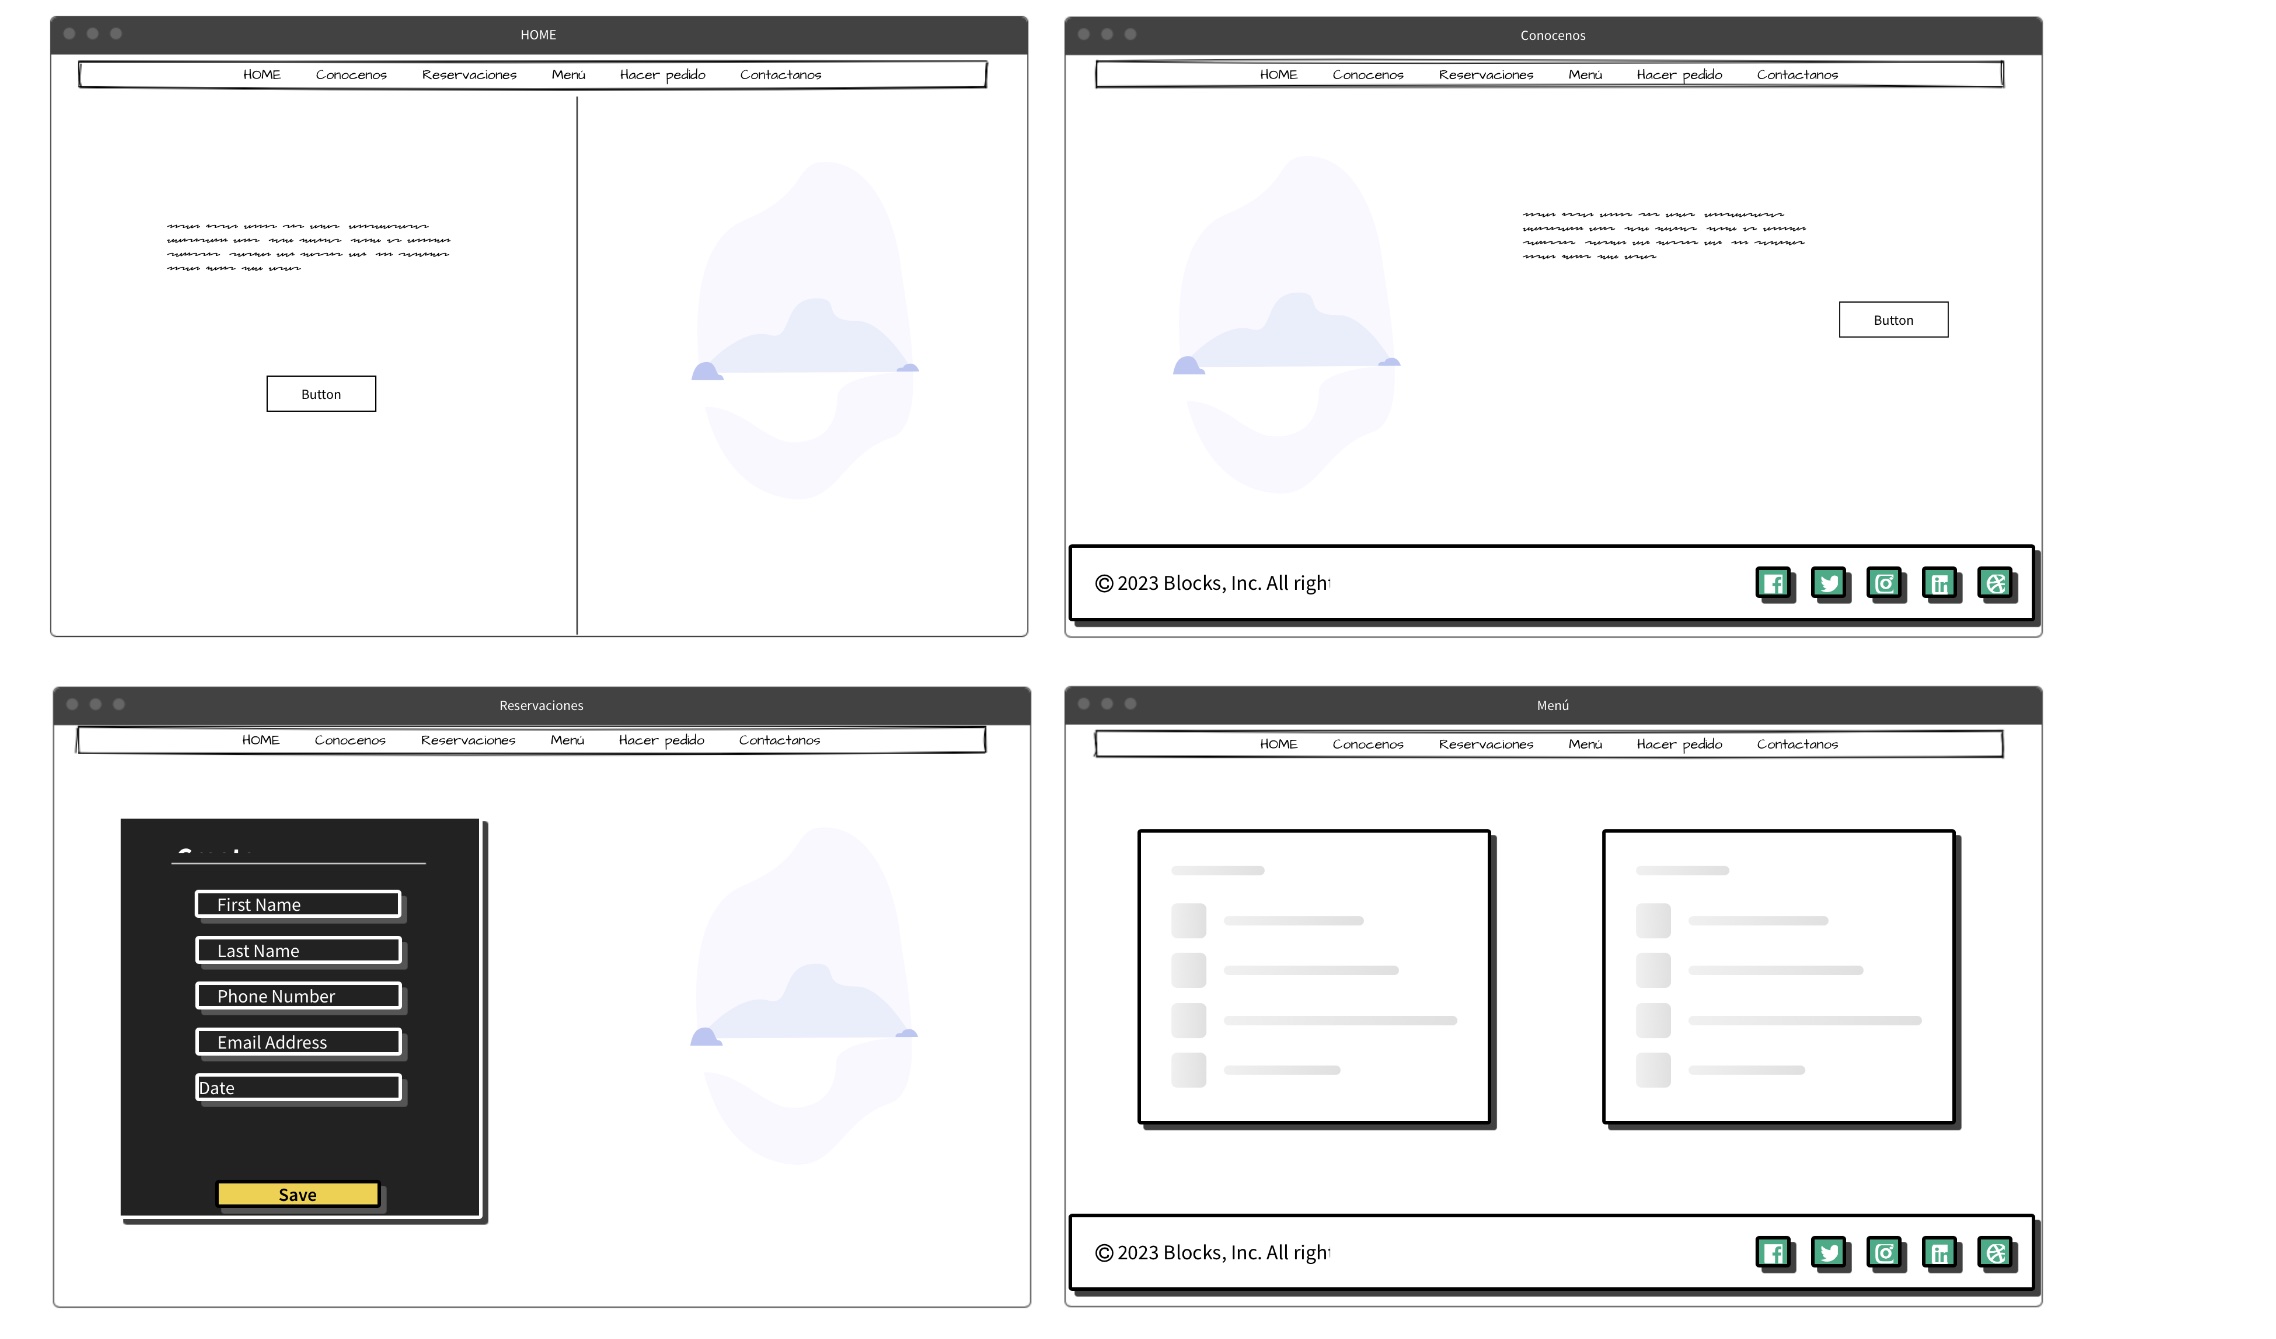 HOME
HOME Conocenos Reservaciones Menú Hacer pedido Contactanos
Button
Conocenos
HOME Conocenos Reservaciones Menú Hacer pedido Contactanos
Button
© 2023 Blocks, Inc. All righ
Reservaciones
HOME Conocenos Reservaciones Menú Hacer pedido Contactanos
First Name
Last Name
Phone Number
Email Address
Date
Save
Menú
HOME Conocenos Reservaciones Menú Hacer pedido Contactanos
© 2023 Blocks, Inc. All righ